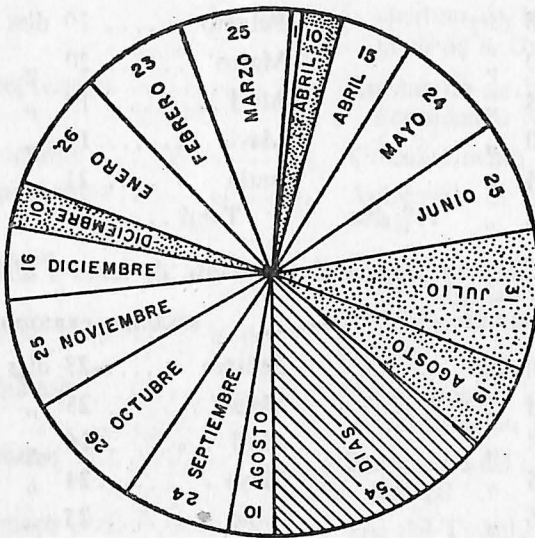 ENERO 26
FEBRERO 23
MARZO 25
1
ABRIL 10
ABRIL 15
MAYO 24
JUNIO 25
JULIO 31
AGOSTO 19
54 DIAS
AGOSTO 10
SEPTIEMBRE 24
OCTUBRE 26
NOVIEMBRE 25
16 DICIEMBRE
DICIEMBRE 10